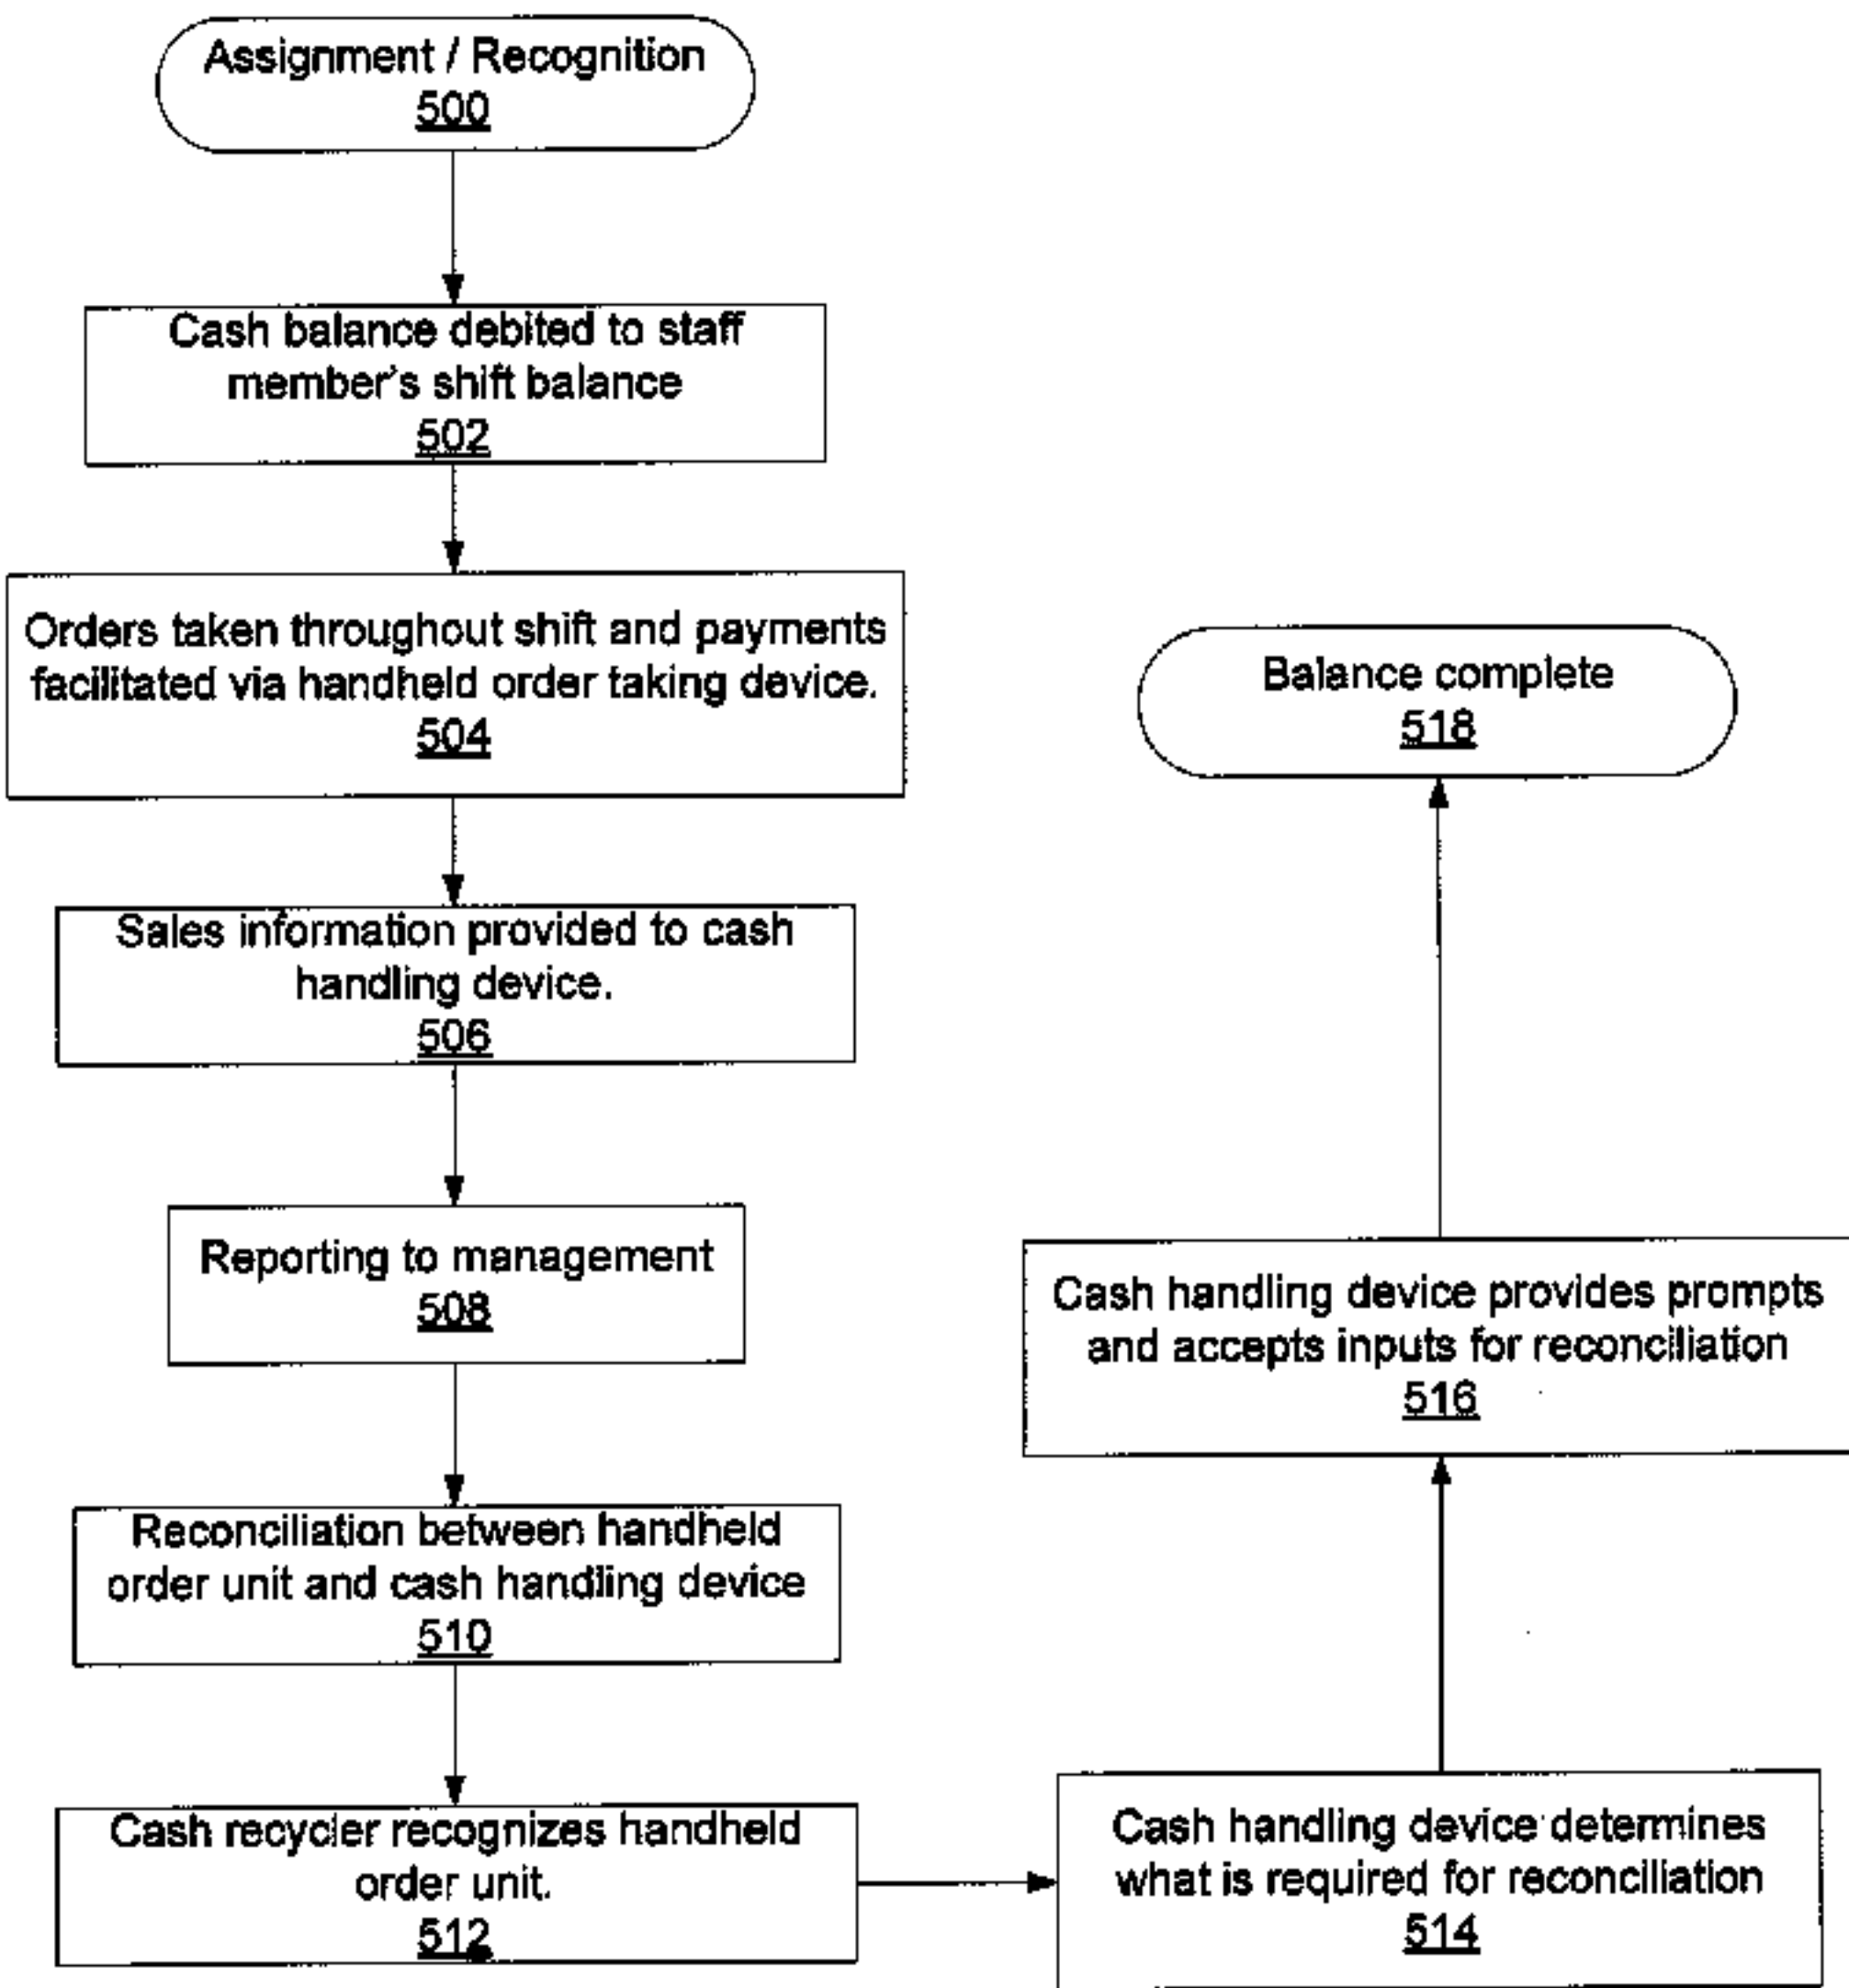 Assignment / Recognition
500
Cash balance debited to staff
member's shift balance
502
Orders taken throughout shift and payments
facilitated via handheld order taking device.
504
Sales information provided to cash
handling device.
506
Reporting to management
508
Reconciliation between handheld
order unit and cash handling device
510
Cash recycler recognizes handheld
order unit.
512
Cash handling device determines
what is required for reconciliation
514
Cash handling device provides prompts
and accepts inputs for reconciliation
516
Balance complete
518